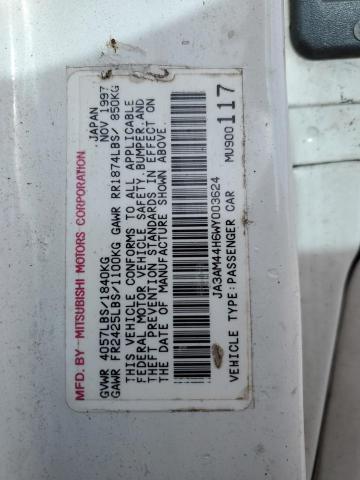 MFD. BY MITSUBISHI MOTORS CORPORATION
JAPAN
NOV 1997
GVWR 4057LBS/1840KG
GAWR FR2425LBS/1100KG GAWR RR1874LBS/ 850KG
THIS VEHICLE CONFORMS TO ALL APPLICABLE
FEDERAL MOTOR VEHICLE SAFETY, BUMPER, AND
THEFT PREVENTION STANDARDS IN EFFECT ON
THE DATE OF MANUFACTURE SHOWN ABOVE.
JA3AM44H6WY003624
VEHICLE TYPE:PASSENGER CAR
MU900117